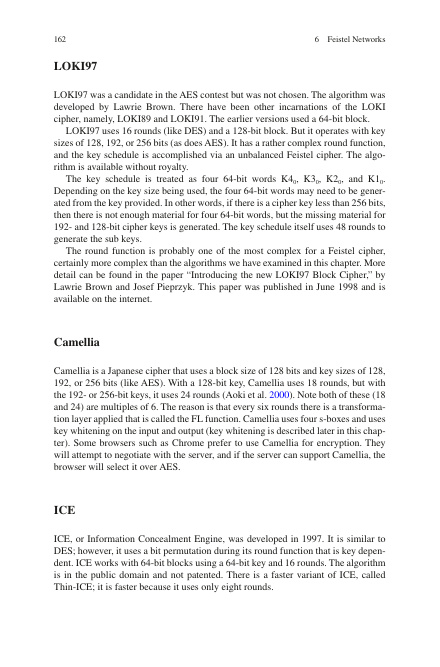 162
6 Feistel Networks
LOKI97
LOKI97 was a candidate in the AES contest but was not chosen. The algorithm was
developed by Lawrie Brown. There have been other incarnations of the LOKI
cipher, namely, LOKI89 and LOKI91. The earlier versions used a 64-bit block.
LOKI97 uses 16 rounds (like DES) and a 128-bit block. But it operates with key
sizes of 128, 192, or 256 bits (as does AES). It has a rather complex round function,
and the key schedule is accomplished via an unbalanced Feistel cipher. The algo-
rithm is available without royalty.
The key schedule is treated as four 64-bit words K4₀, K3₀, K2₀, and K1₀.
Depending on the key size being used, the four 64-bit words may need to be gener-
ated from the key provided. In other words, if there is a cipher key less than 256 bits,
then there is not enough material for four 64-bit words, but the missing material for
192- and 128-bit cipher keys is generated. The key schedule itself uses 48 rounds to
generate the sub keys.
The round function is probably one of the most complex for a Feistel cipher,
certainly more complex than the algorithms we have examined in this chapter. More
detail can be found in the paper “Introducing the new LOKI97 Block Cipher,” by
Lawrie Brown and Josef Pieprzyk. This paper was published in June 1998 and is
available on the internet.
Camellia
Camellia is a Japanese cipher that uses a block size of 128 bits and key sizes of 128,
192, or 256 bits (like AES). With a 128-bit key, Camellia uses 18 rounds, but with
the 192- or 256-bit keys, it uses 24 rounds (Aoki et al. 2000). Note both of these (18
and 24) are multiples of 6. The reason is that every six rounds there is a transforma-
tion layer applied that is called the FL function. Camellia uses four s-boxes and uses
key whitening on the input and output (key whitening is described later in this chap-
ter). Some browsers such as Chrome prefer to use Camellia for encryption. They
will attempt to negotiate with the server, and if the server can support Camellia, the
browser will select it over AES.
ICE
ICE, or Information Concealment Engine, was developed in 1997. It is similar to
DES; however, it uses a bit permutation during its round function that is key depen-
dent. ICE works with 64-bit blocks using a 64-bit key and 16 rounds. The algorithm
is in the public domain and not patented. There is a faster variant of ICE, called
Thin-ICE; it is faster because it uses only eight rounds.